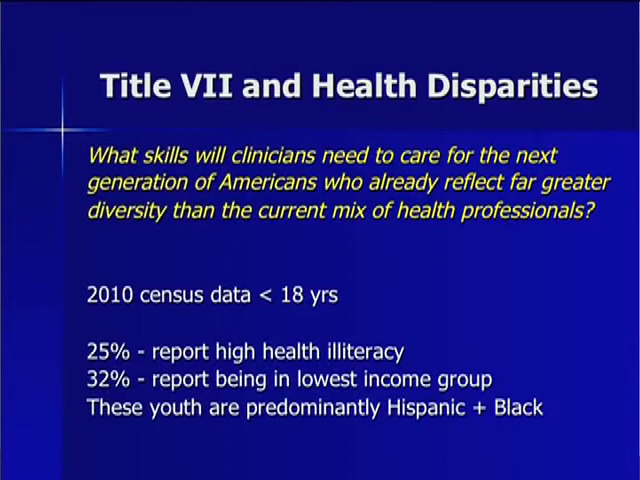 Title VII and Health Disparities
What skills will clinicians need to care for the next
generation of Americans who already reflect far greater
diversity than the current mix of health professionals?
2010 census data < 18 yrs
25% - report high health illiteracy
32% - report being in lowest income group
These youth are predominantly Hispanic + Black